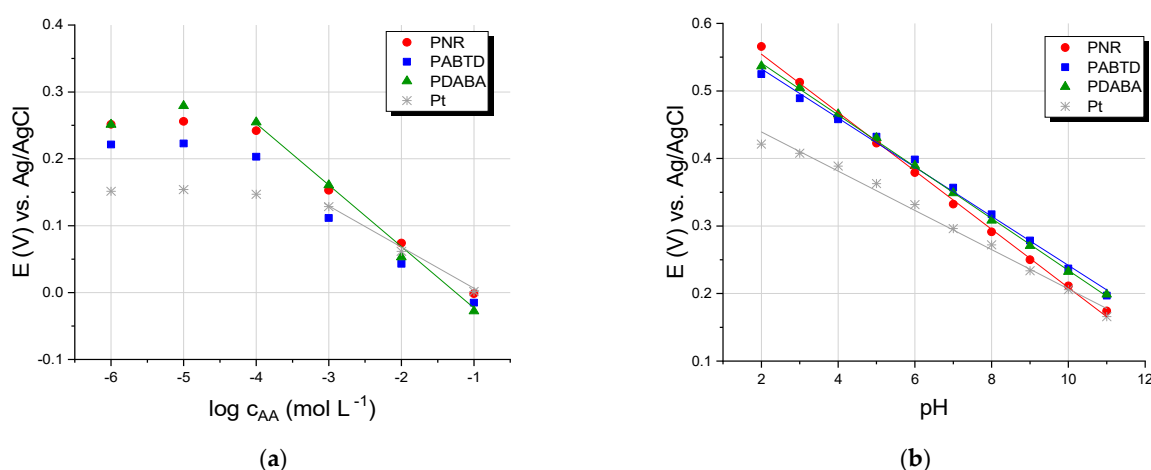 0.4
0.3
0.2
0.1
0.0
-0.1
E (V) vs. Ag/AgCl
-6
-5
-4
-3
-2
-1
log c_AA (mol L⁻¹)
PNR
PABTD
PDABA
Pt
(a)
0.6
0.5
0.4
0.3
0.2
0.1
E (V) vs. Ag/AgCl
2
4
6
8
10
12
pH
PNR
PABTD
PDABA
Pt
(b)